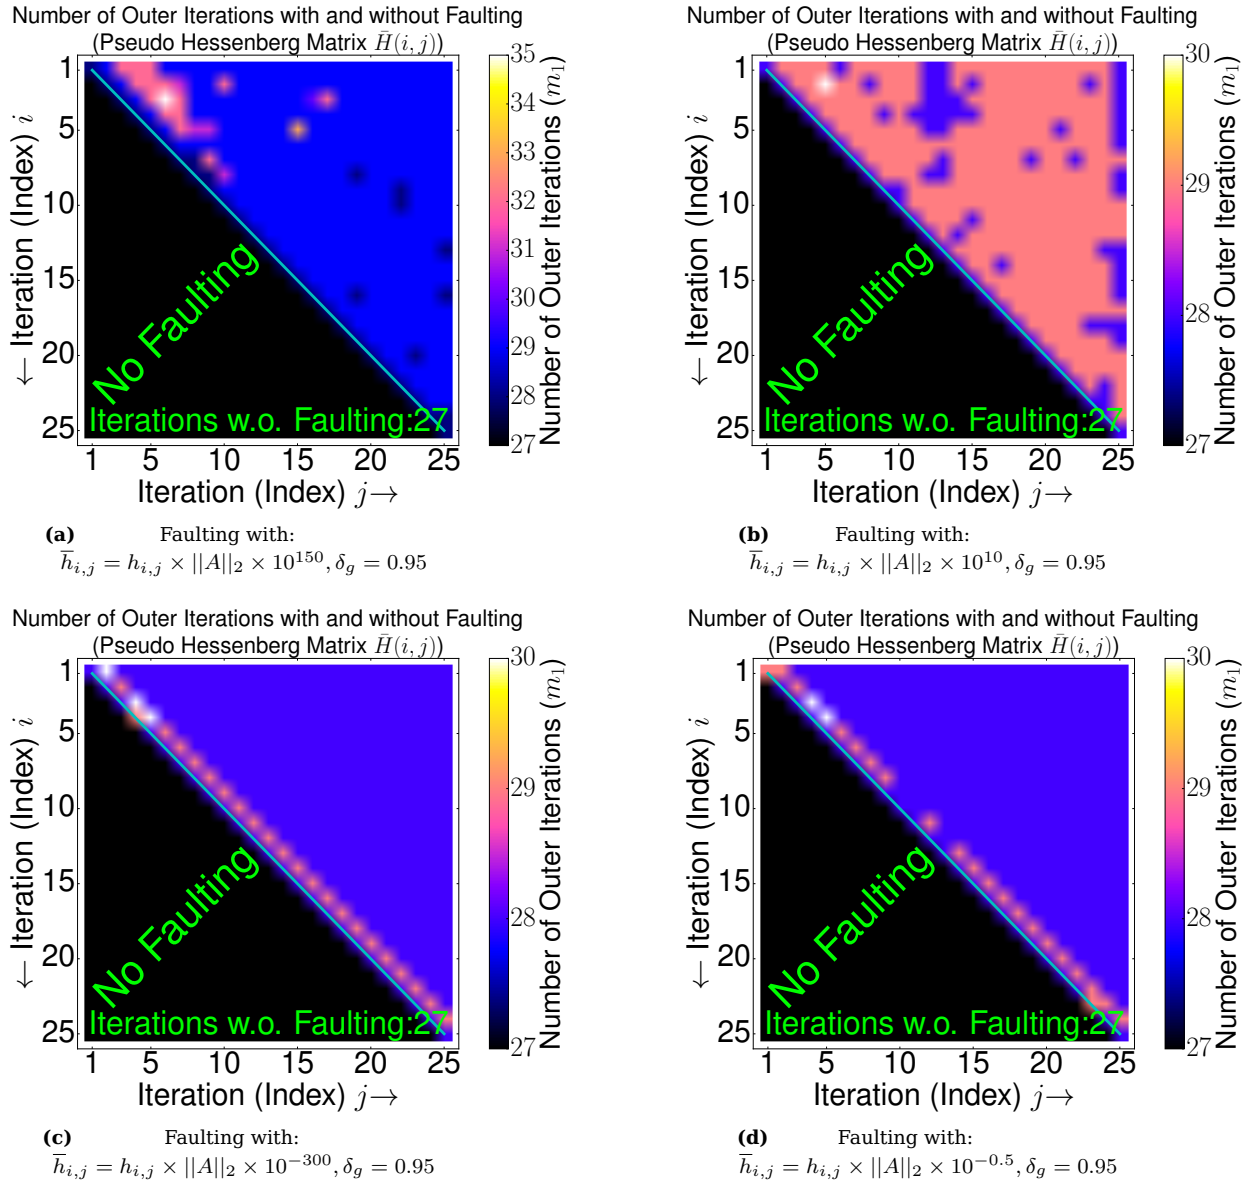 Number of Outer Iterations with and without Faulting
(Pseudo Hessenberg Matrix H̄(i, j))
1
5
10
15
20
25
← Iteration (Index) i
1 5 10 15 20 25
Iteration (Index) j→
No Faulting
Iterations w.o. Faulting:27
35
34
33
32
31
30
29
28
27
Number of Outer Iterations (m₁)
(a) Faulting with:
h̅ᵢ,ⱼ = hᵢ,ⱼ × ||A||₂ × 10¹⁵⁰, δg = 0.95
Number of Outer Iterations with and without Faulting
(Pseudo Hessenberg Matrix H̄(i, j))
1
5
10
15
20
25
← Iteration (Index) i
1 5 10 15 20 25
Iteration (Index) j→
No Faulting
Iterations w.o. Faulting:27
30
29
28
27
Number of Outer Iterations (m₁)
(b) Faulting with:
h̅ᵢ,ⱼ = hᵢ,ⱼ × ||A||₂ × 10¹⁰, δg = 0.95
Number of Outer Iterations with and without Faulting
(Pseudo Hessenberg Matrix H̄(i, j))
1
5
10
15
20
25
← Iteration (Index) i
1 5 10 15 20 25
Iteration (Index) j→
No Faulting
Iterations w.o. Faulting:27
30
29
28
27
Number of Outer Iterations (m₁)
(c) Faulting with:
h̅ᵢ,ⱼ = hᵢ,ⱼ × ||A||₂ × 10⁻³⁰⁰, δg = 0.95
Number of Outer Iterations with and without Faulting
(Pseudo Hessenberg Matrix H̄(i, j))
1
5
10
15
20
25
← Iteration (Index) i
1 5 10 15 20 25
Iteration (Index) j→
No Faulting
Iterations w.o. Faulting:27
30
29
28
27
Number of Outer Iterations (m₁)
(d) Faulting with:
h̅ᵢ,ⱼ = hᵢ,ⱼ × ||A||₂ × 10⁻⁰·⁵, δg = 0.95